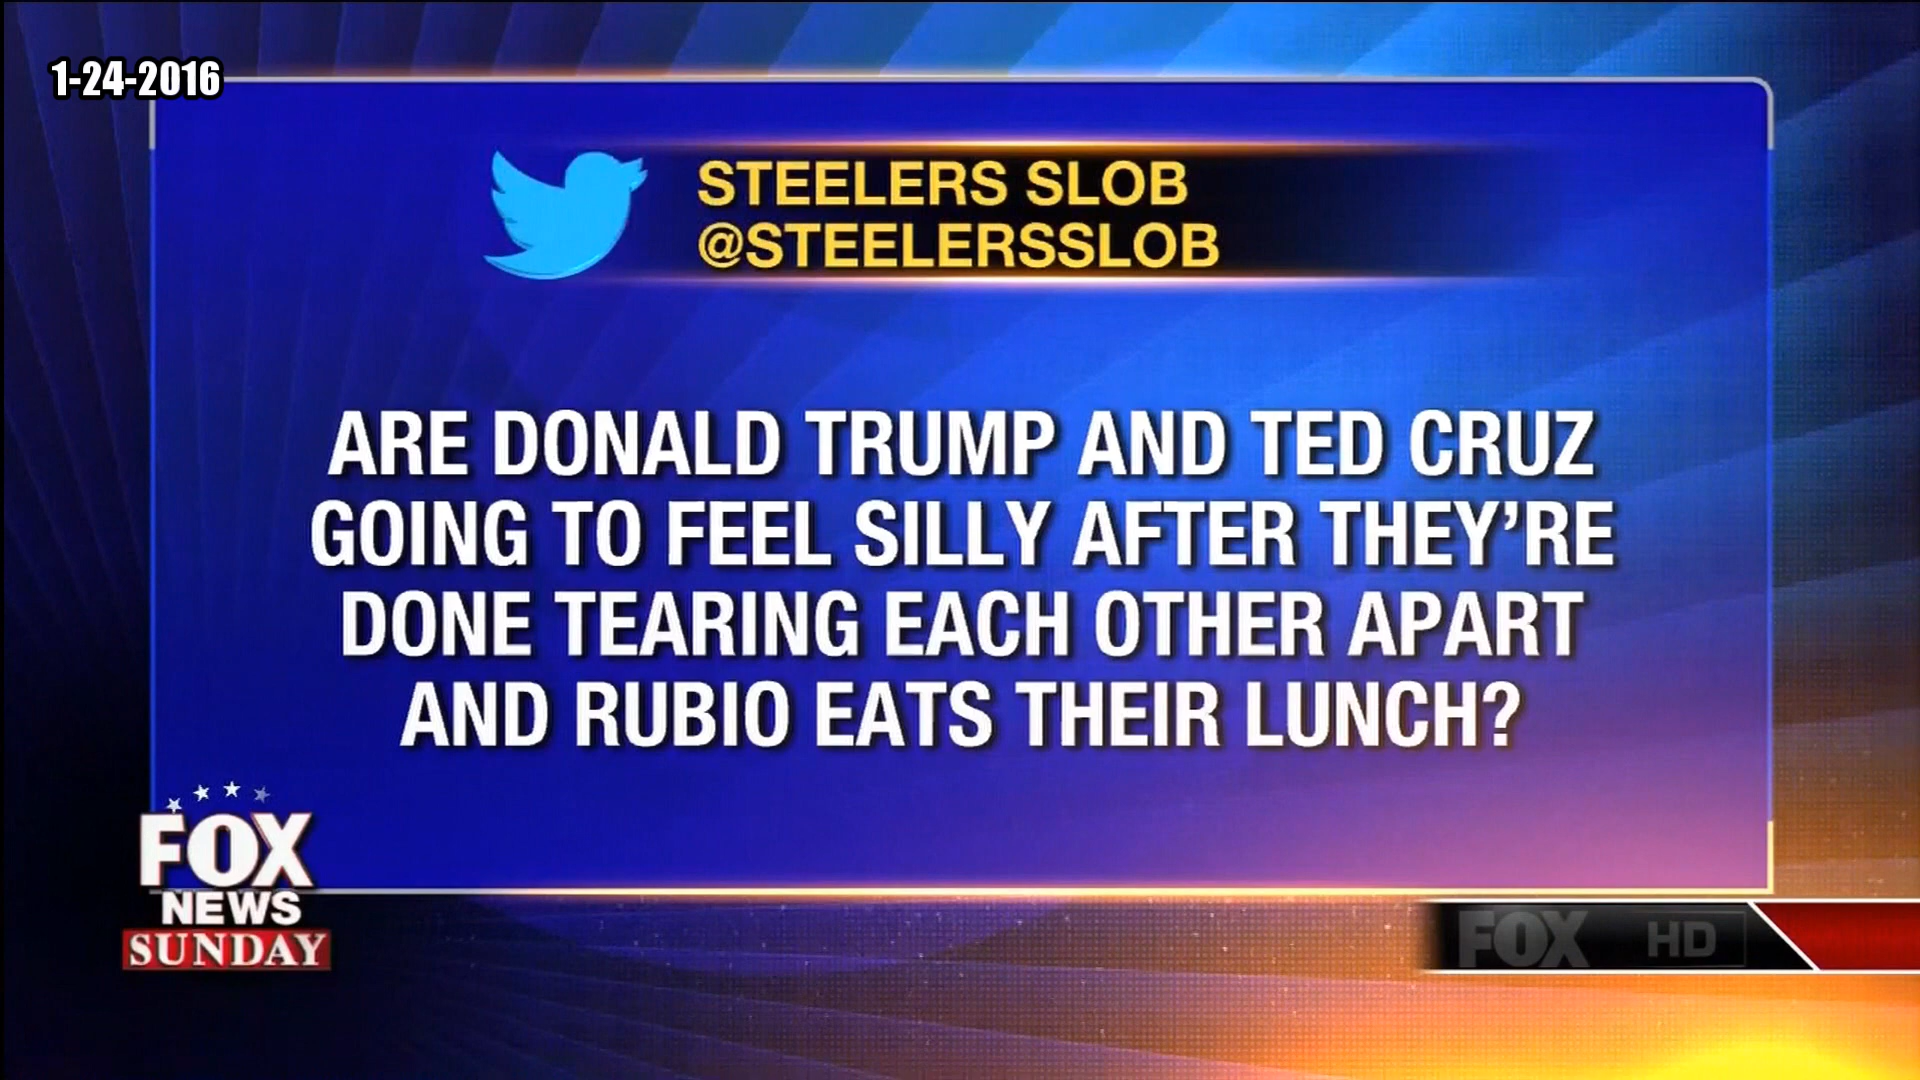 1-24-2016
STEELERS SLOB
@STEELERSSLOB
ARE DONALD TRUMP AND TED CRUZ
GOING TO FEEL SILLY AFTER THEY’RE
DONE TEARING EACH OTHER APART
AND RUBIO EATS THEIR LUNCH?
FOX
NEWS
SUNDAY
FOX HD